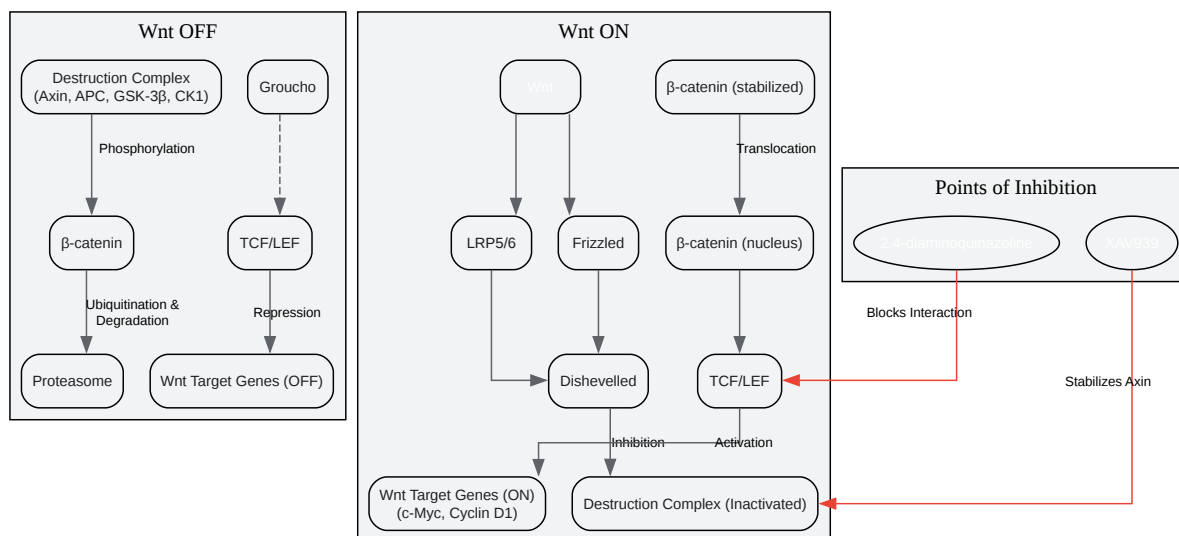 Wnt OFF
Destruction Complex
(Axin, APC, GSK-3β, CK1)
Groucho
Phosphorylation
β-catenin
TCF/LEF
Ubiquitination &
Degradation
Repression
Proteasome
Wnt Target Genes (OFF)
Wnt ON
Wnt
β-catenin (stabilized)
Translocation
LRP5/6
Frizzled
β-catenin (nucleus)
Dishevelled
TCF/LEF
Inhibition
Activation
Wnt Target Genes (ON)
(c-Myc, Cyclin D1)
Destruction Complex (Inactivated)
Points of Inhibition
2,4-diaminoquinazoline
XAV939
Blocks Interaction
Stabilizes Axin